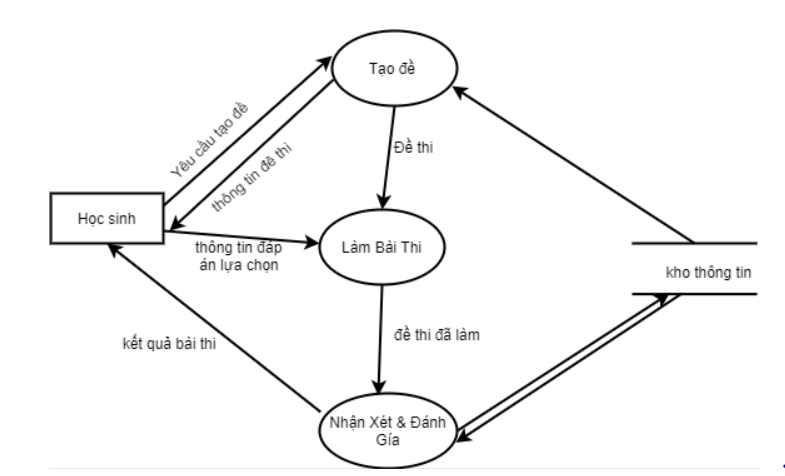 Tạo đề
Yêu cầu tạo đề
thông tin đề thi
Đề thi
Học sinh
thông tin đáp
án lựa chọn
Làm Bài Thi
kho thông tin
kết quả bài thi
đề thi đã làm
Nhận Xét & Đánh
Gía